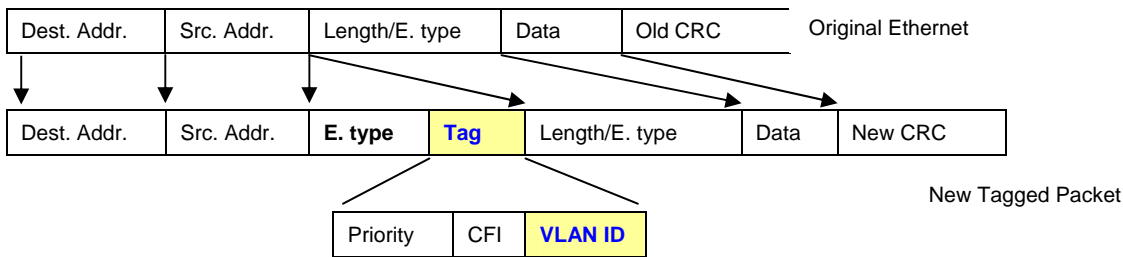 Dest. Addr. Src. Addr. Length/E. type Data Old CRC Original Ethernet
Dest. Addr. Src. Addr. E. type Tag Length/E. type Data New CRC
New Tagged Packet
Priority CFI VLAN ID